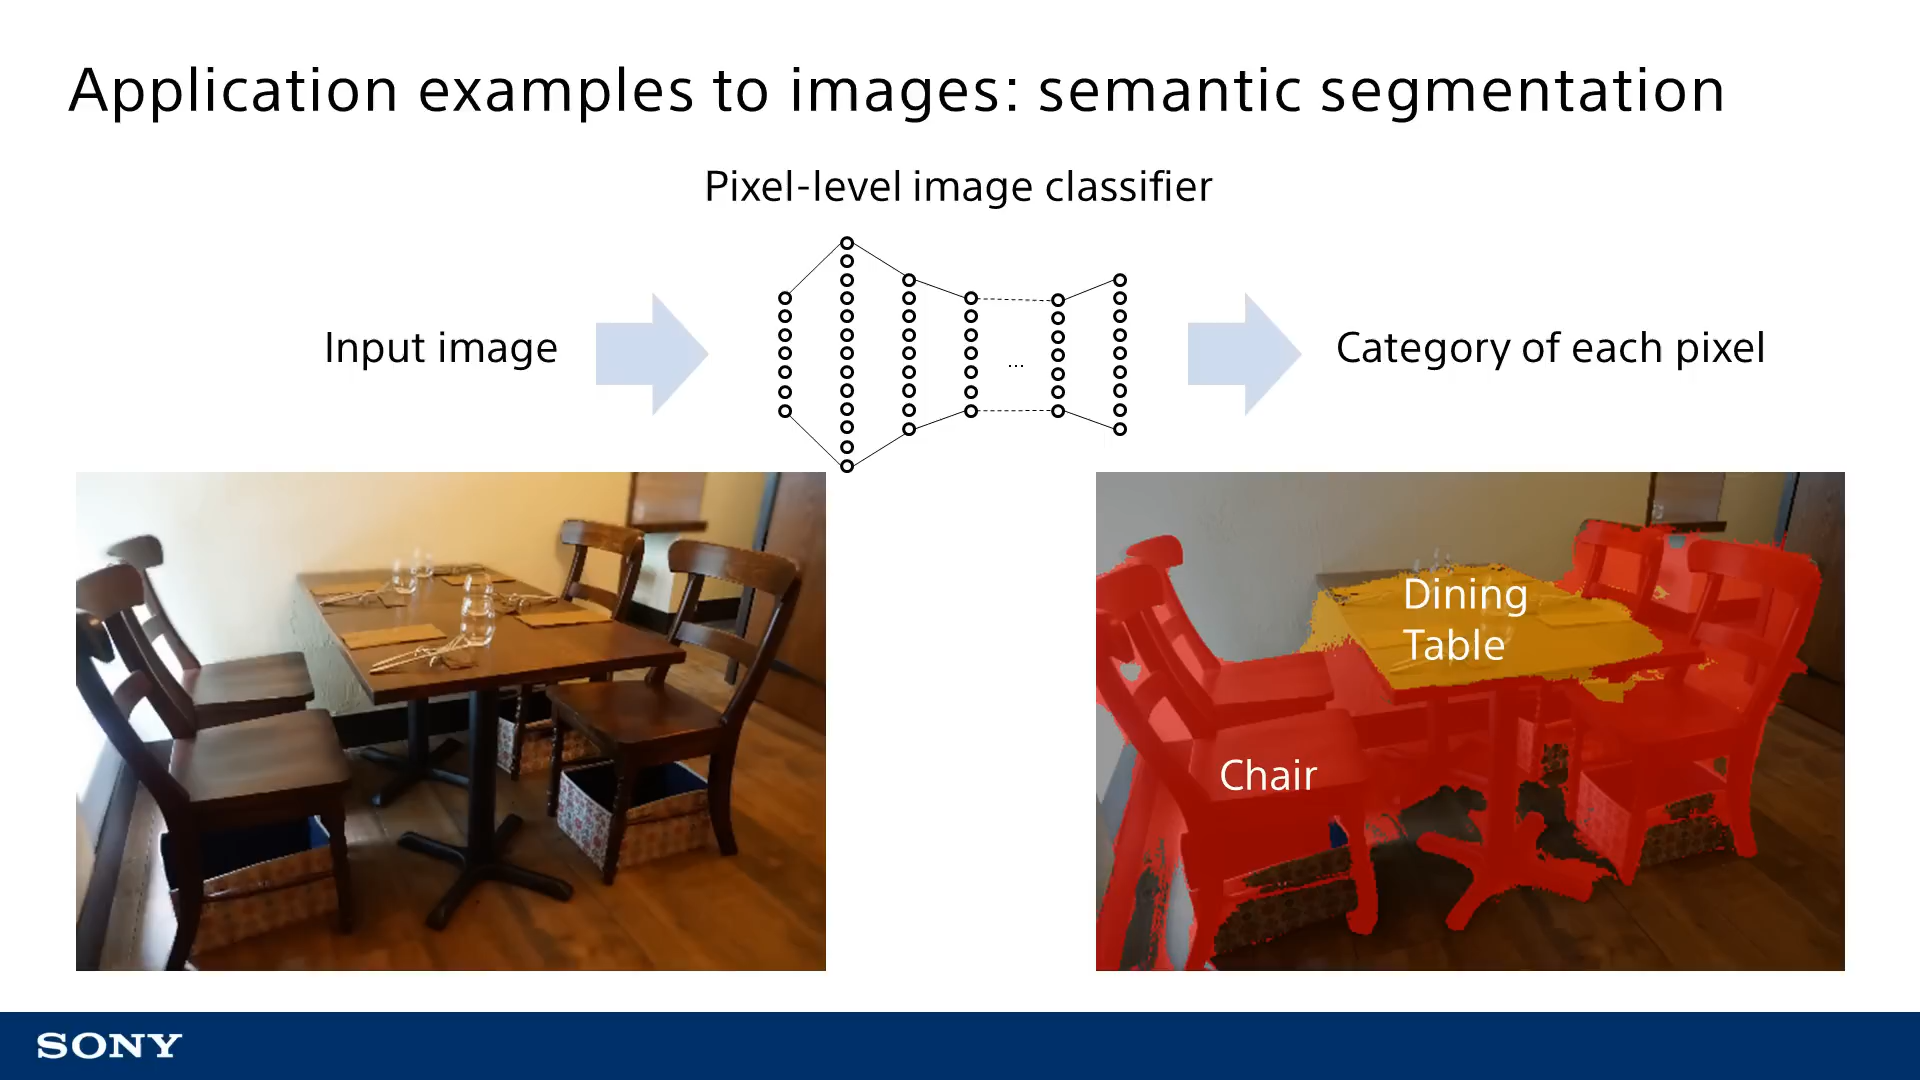 Application examples to images: semantic segmentation
Pixel-level image classifier
Input image
...
Category of each pixel
Dining
Table
Chair
SONY